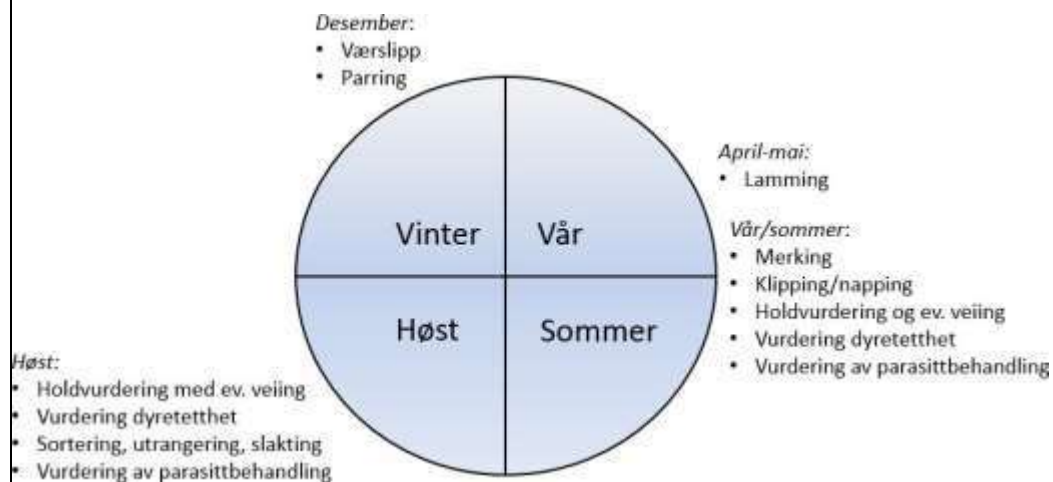 Desember:
• Værslipp
• Parring
April-mai:
• Lamming
Vinter
Vår
Vår/sommer:
• Merking
• Klipping/napping
• Holdvurdering og ev. veiing
• Vurdering dyretetthet
• Vurdering av parasittbehandling
Høst
Sommer
Høst:
• Holdvurdering med ev. veiing
• Vurdering dyretetthet
• Sortering, utrangering, slakting
• Vurdering av parasittbehandling